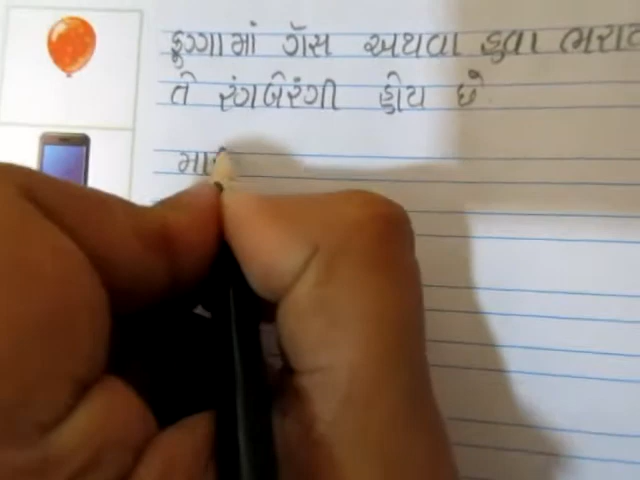 ફુગ્ગામાં ગૅસ અથવા હવા ભરાવ
તે રંગબેરંગી હોય છે
મા